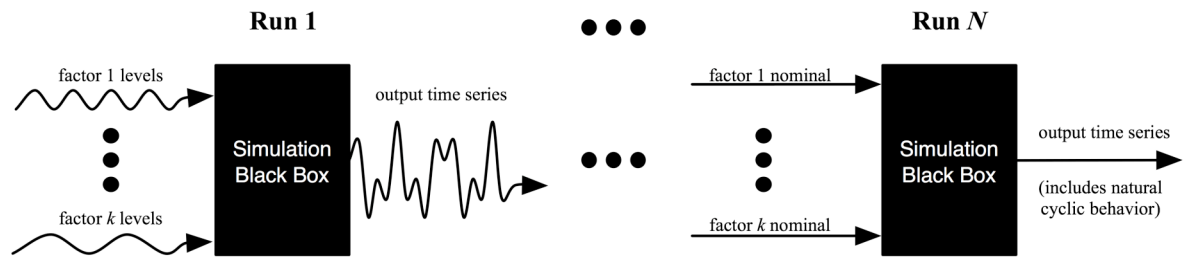 Run 1
factor 1 levels
Simulation
Black Box
output time series
factor k levels
Run N
factor 1 nominal
Simulation
Black Box
output time series
(includes natural
cyclic behavior)
factor k nominal